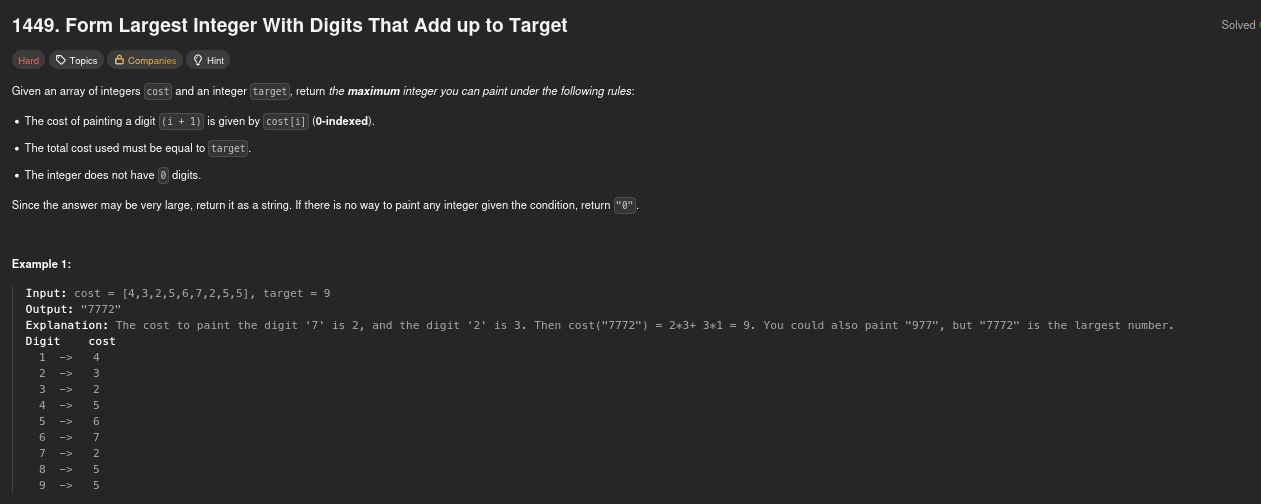 1449. Form Largest Integer With Digits That Add up to Target
Solved
Hard Topics Companies Hint
Given an array of integers cost and an integer target, return the maximum integer you can paint under the following rules:
• The cost of painting a digit (i + 1) is given by cost[i] (0-indexed).
• The total cost used must be equal to target.
• The integer does not have 0 digits.
Since the answer may be very large, return it as a string. If there is no way to paint any integer given the condition, return "0".
Example 1:
Input: cost = [4,3,2,5,6,7,2,5,5], target = 9
Output: "7772"
Explanation: The cost to paint the digit '7' is 2, and the digit '2' is 3. Then cost("7772") = 2*3+ 3*1 = 9. You could also paint "977", but "7772" is the largest number.
Digit cost
1 -> 4
2 -> 3
3 -> 2
4 -> 5
5 -> 6
6 -> 7
7 -> 2
8 -> 5
9 -> 5